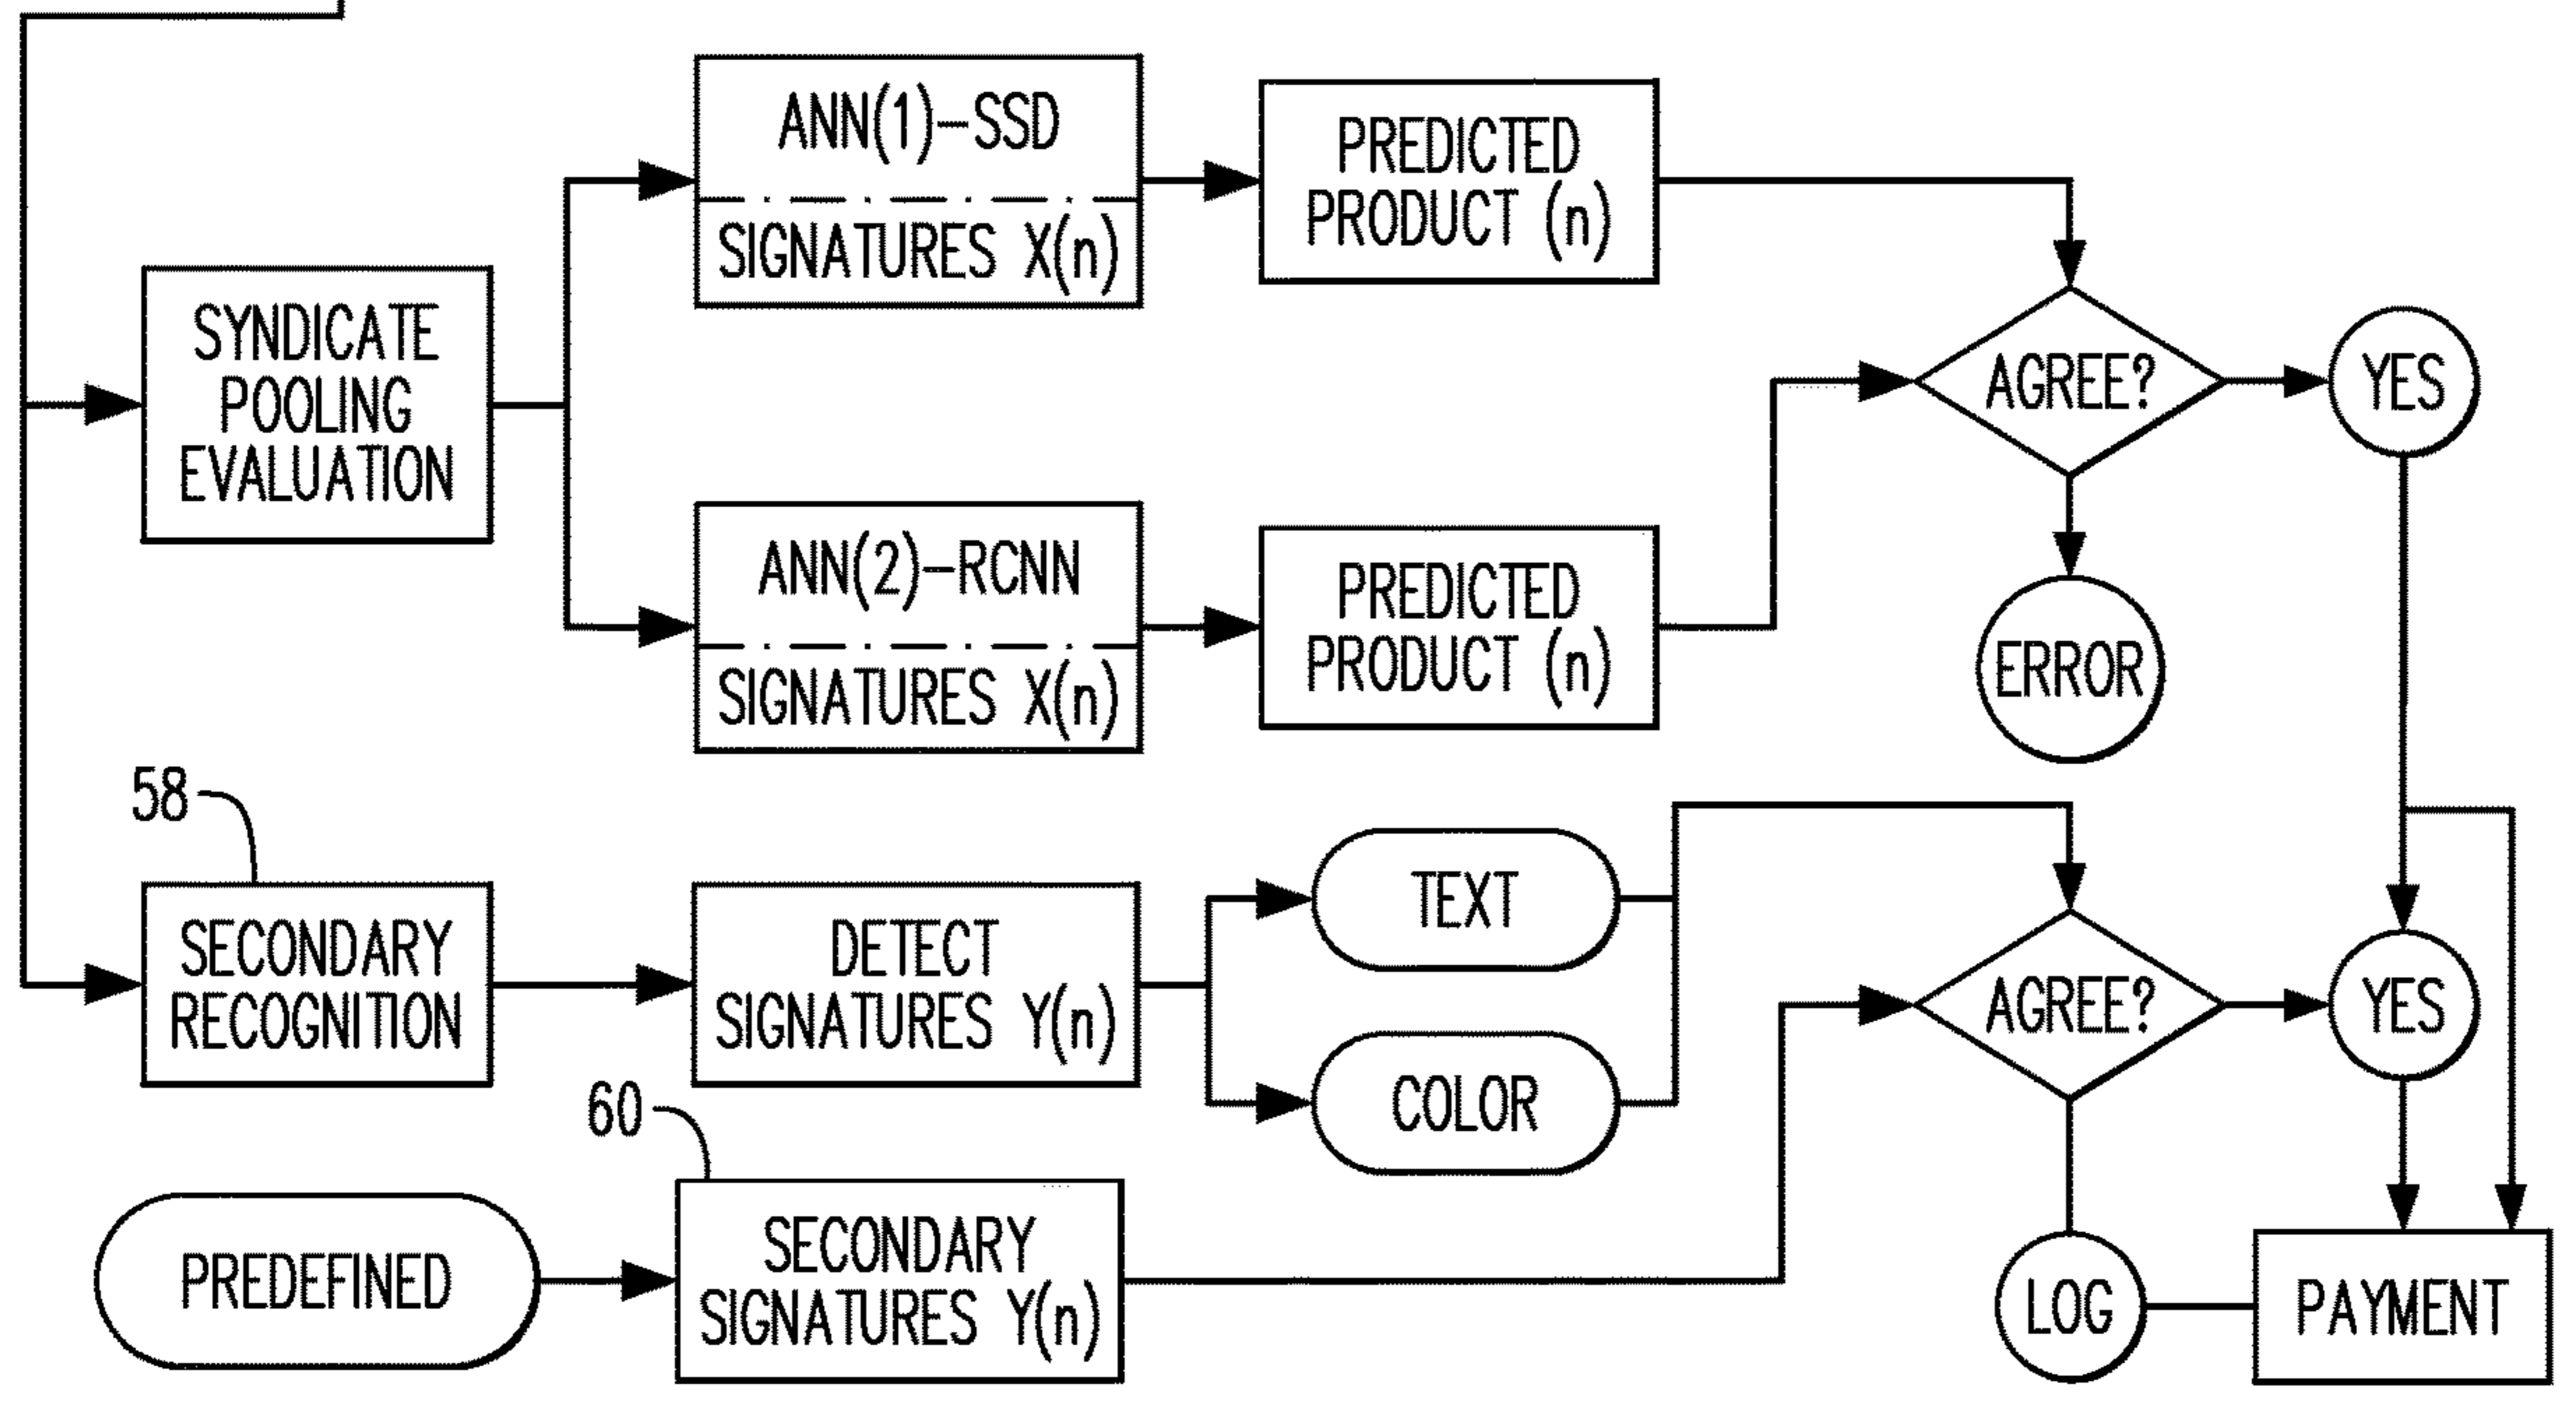 ANN(1)-SSD
SIGNATURES X(n)
PREDICTED
PRODUCT (n)
SYNDICATE
POOLING
EVALUATION
AGREE?
YES
ANN(2)-RCNN
SIGNATURES X(n)
PREDICTED
PRODUCT (n)
ERROR
58
SECONDARY
RECOGNITION
DETECT
SIGNATURES Y(n)
TEXT
COLOR
AGREE?
YES
60
PREDEFINED
SECONDARY
SIGNATURES Y(n)
LOG
PAYMENT